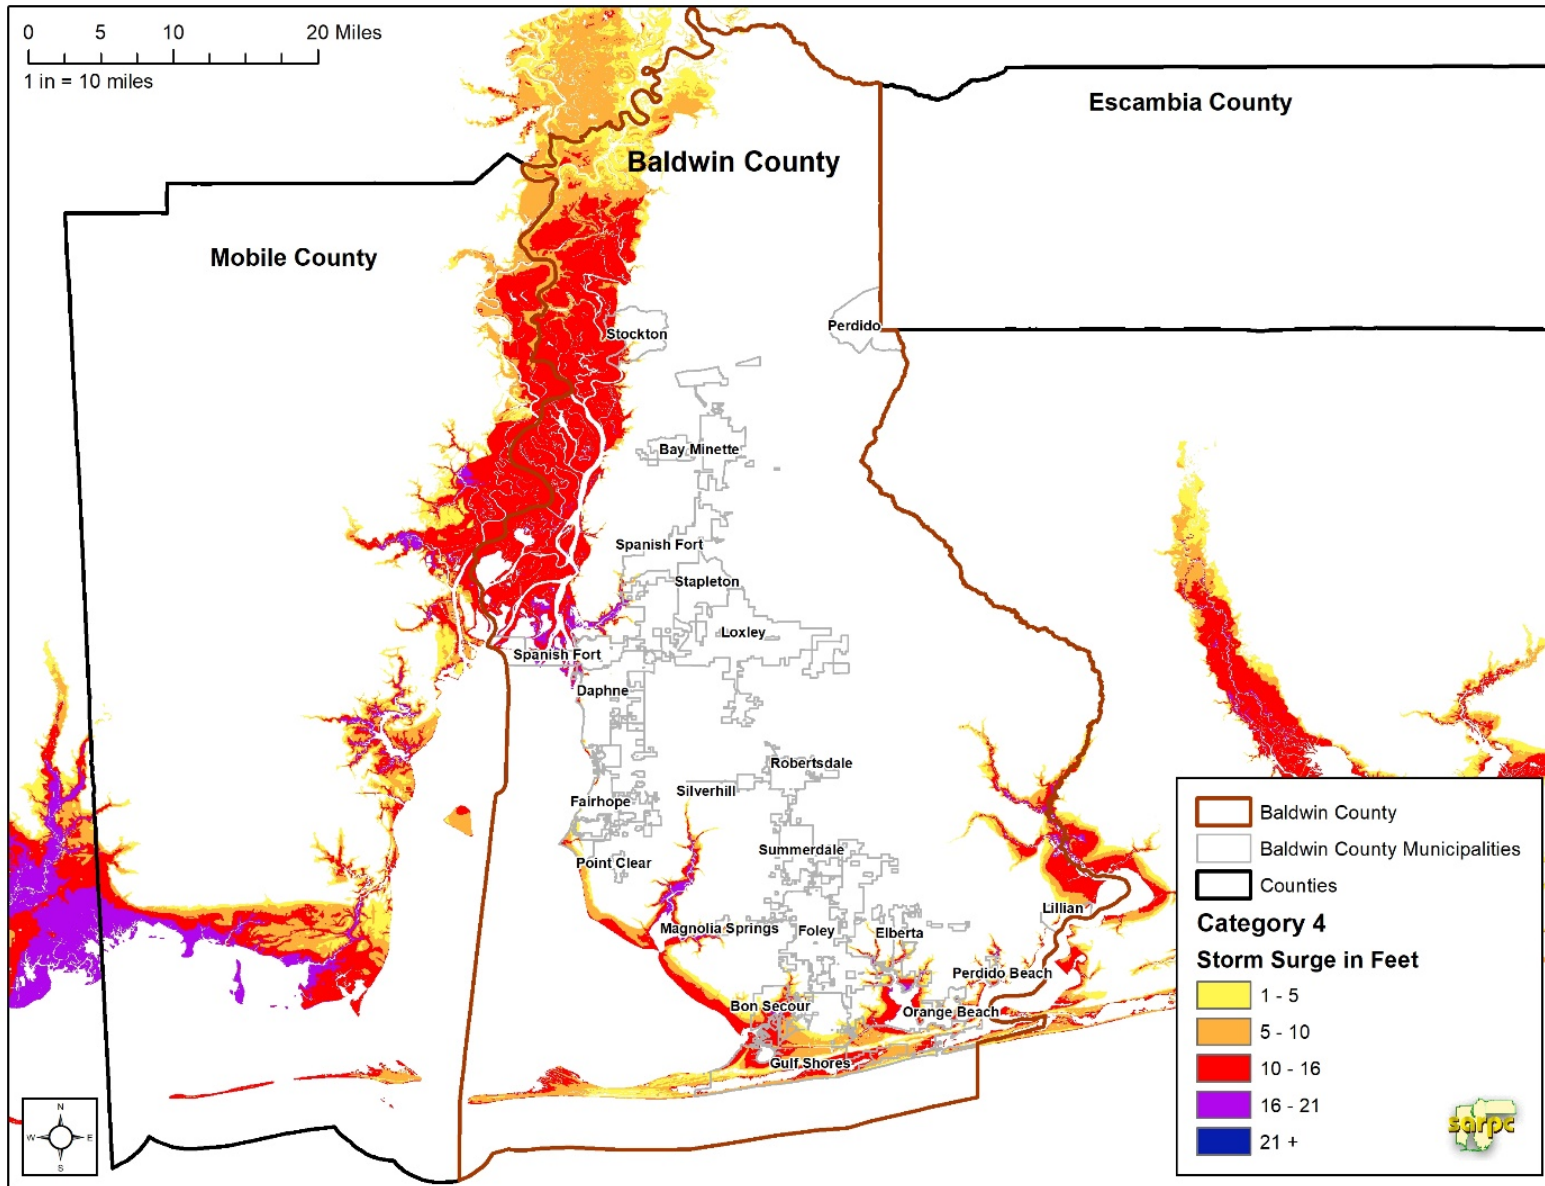 0 5 10 20 Miles
1 in = 10 miles
Escambia County
Baldwin County
Mobile County
Stockton
Perdido
Bay Minette
Spanish Fort
Stapleton
Loxley
Spanish Fort
Daphne
Robertsdale
Silverhill
Fairhope
Summerdale
Point Clear
Lillian
Magnolia Springs
Foley
Elberta
Perdido Beach
Bon Secour
Orange Beach
Gulf Shores
N
W E
S
Baldwin County
Baldwin County Municipalities
Counties
Category 4
Storm Surge in Feet
1 - 5
5 - 10
10 - 16
16 - 21
21 +
sarpc